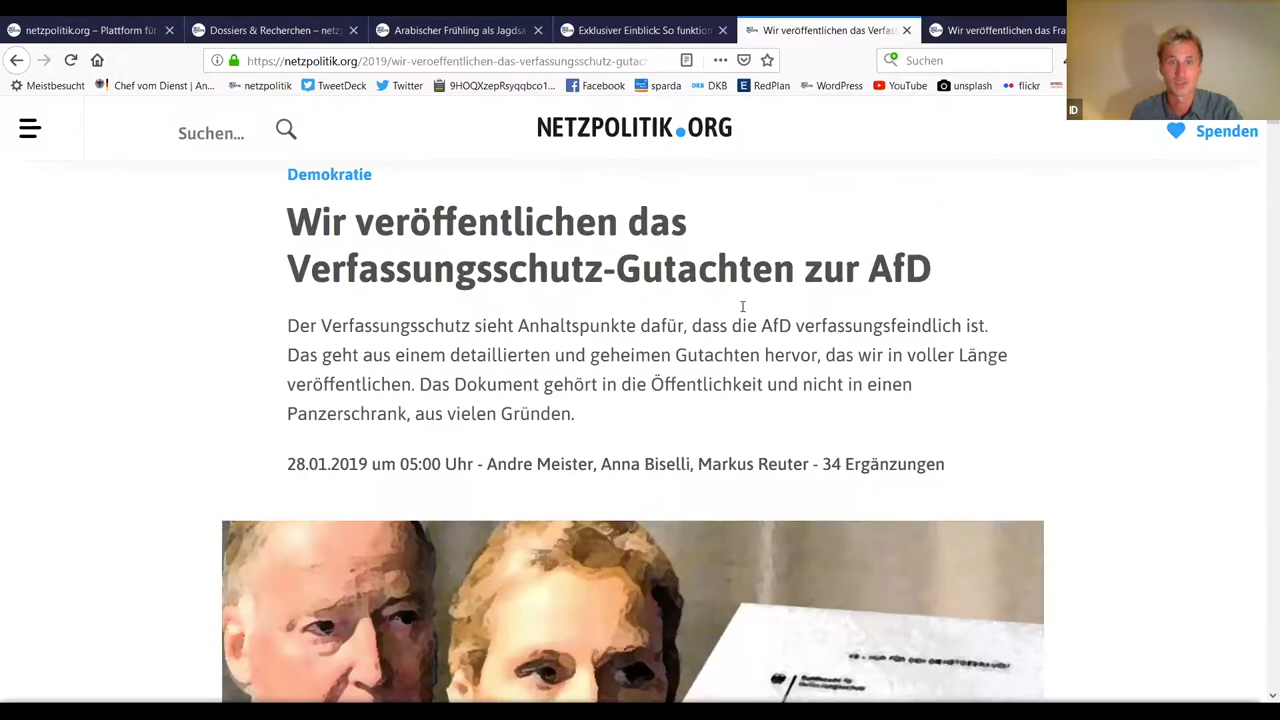 netzpolitik.org – Plattform für
Dossiers & Recherchen – netz
Arabischer Frühling als Jagdsa
Exklusiver Einblick: So funktion
Wir veröffentlichen das Verfas
Wir veröffentlichen das Fra
https://netzpolitik.org/2019/wir-veroeffentlichen-das-verfassungsschutz-gutac
Suchen
Meistbesucht
Chef vom Dienst | An...
netzpolitik
TweetDeck
Twitter
9HOQXzepRsyqqbco1...
Facebook
sparda
DKB DKB
RedPlan
WordPress
YouTube
unsplash
flickr
ID
Suchen...
NETZPOLITIK.ORG
Spenden
Demokratie
Wir veröffentlichen das
Verfassungsschutz-Gutachten zur AfD
Der Verfassungsschutz sieht Anhaltspunkte dafür, dass die AfD verfassungsfeindlich ist.
Das geht aus einem detaillierten und geheimen Gutachten hervor, das wir in voller Länge
veröffentlichen. Das Dokument gehört in die Öffentlichkeit und nicht in einen
Panzerschrank, aus vielen Gründen.
28.01.2019 um 05:00 Uhr - Andre Meister, Anna Biselli, Markus Reuter - 34 Ergänzungen